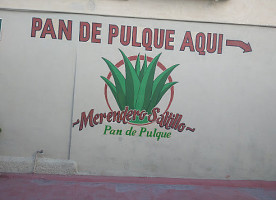 PAN DE PULQUE AQUI
~Merendero Saltillo~
Pan de Pulque